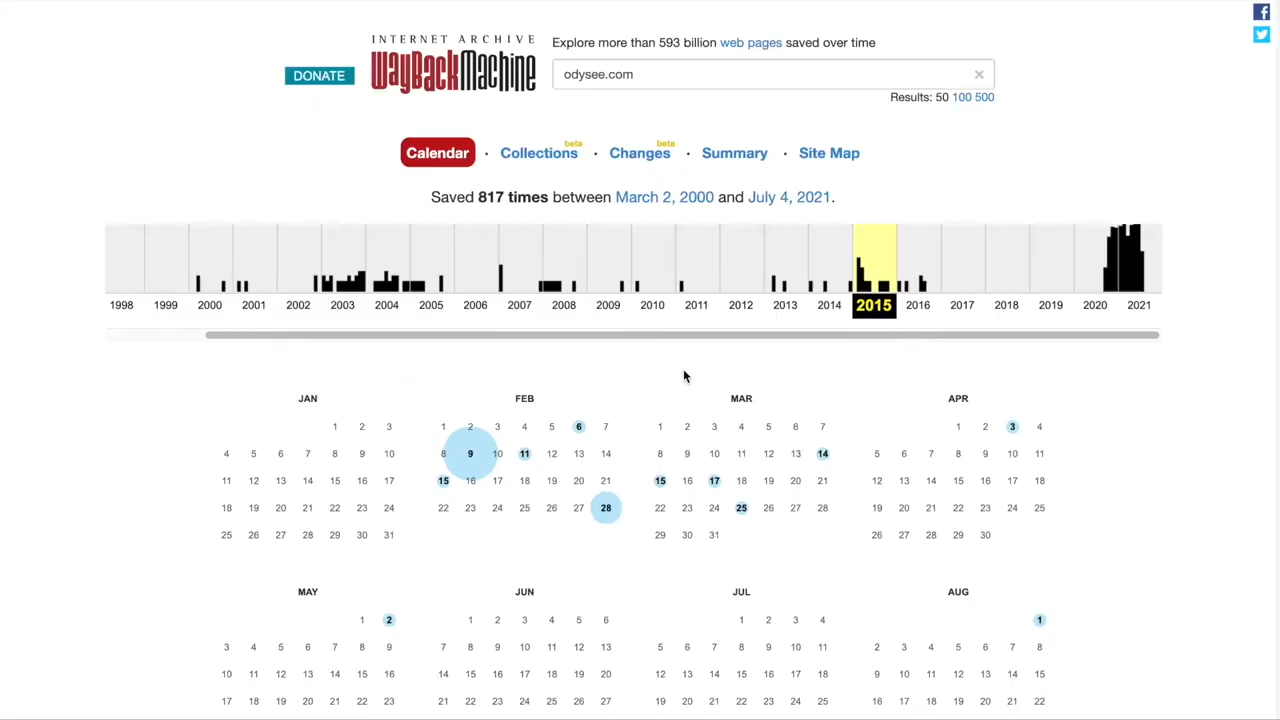 INTERNET ARCHIVE
WayBackMachine
DONATE
Explore more than 593 billion web pages saved over time
odysee.com ×
Results: 50 100 500
Calendar · Collections beta · Changes beta · Summary · Site Map
Saved 817 times between March 2, 2000 and July 4, 2021.
1998 1999 2000 2001 2002 2003 2004 2005 2006 2007 2008 2009 2010 2011 2012 2013 2014 2015 2016 2017 2018 2019 2020 2021
JAN FEB MAR APR
1 2 3 1 2 3 4 5 6 7 1 2 3 4 5 6 7 1 2 3 4
4 5 6 7 8 9 10 8 9 10 11 12 13 14 8 9 10 11 12 13 14 5 6 7 8 9 10 11
11 12 13 14 15 16 17 15 16 17 18 19 20 21 15 16 17 18 19 20 21 12 13 14 15 16 17 18
18 19 20 21 22 23 24 22 23 24 25 26 27 28 22 23 24 25 26 27 28 19 20 21 22 23 24 25
25 26 27 28 29 30 31 29 30 31 26 27 28 29 30
MAY JUN JUL AUG
1 2 1 2 3 4 5 6 1 2 3 4 1
3 4 5 6 7 8 9 7 8 9 10 11 12 13 5 6 7 8 9 10 11 2 3 4 5 6 7 8
10 11 12 13 14 15 16 14 15 16 17 18 19 20 12 13 14 15 16 17 18 9 10 11 12 13 14 15
17 18 19 20 21 22 23 21 22 23 24 25 26 27 19 20 21 22 23 24 25 16 17 18 19 20 21 22